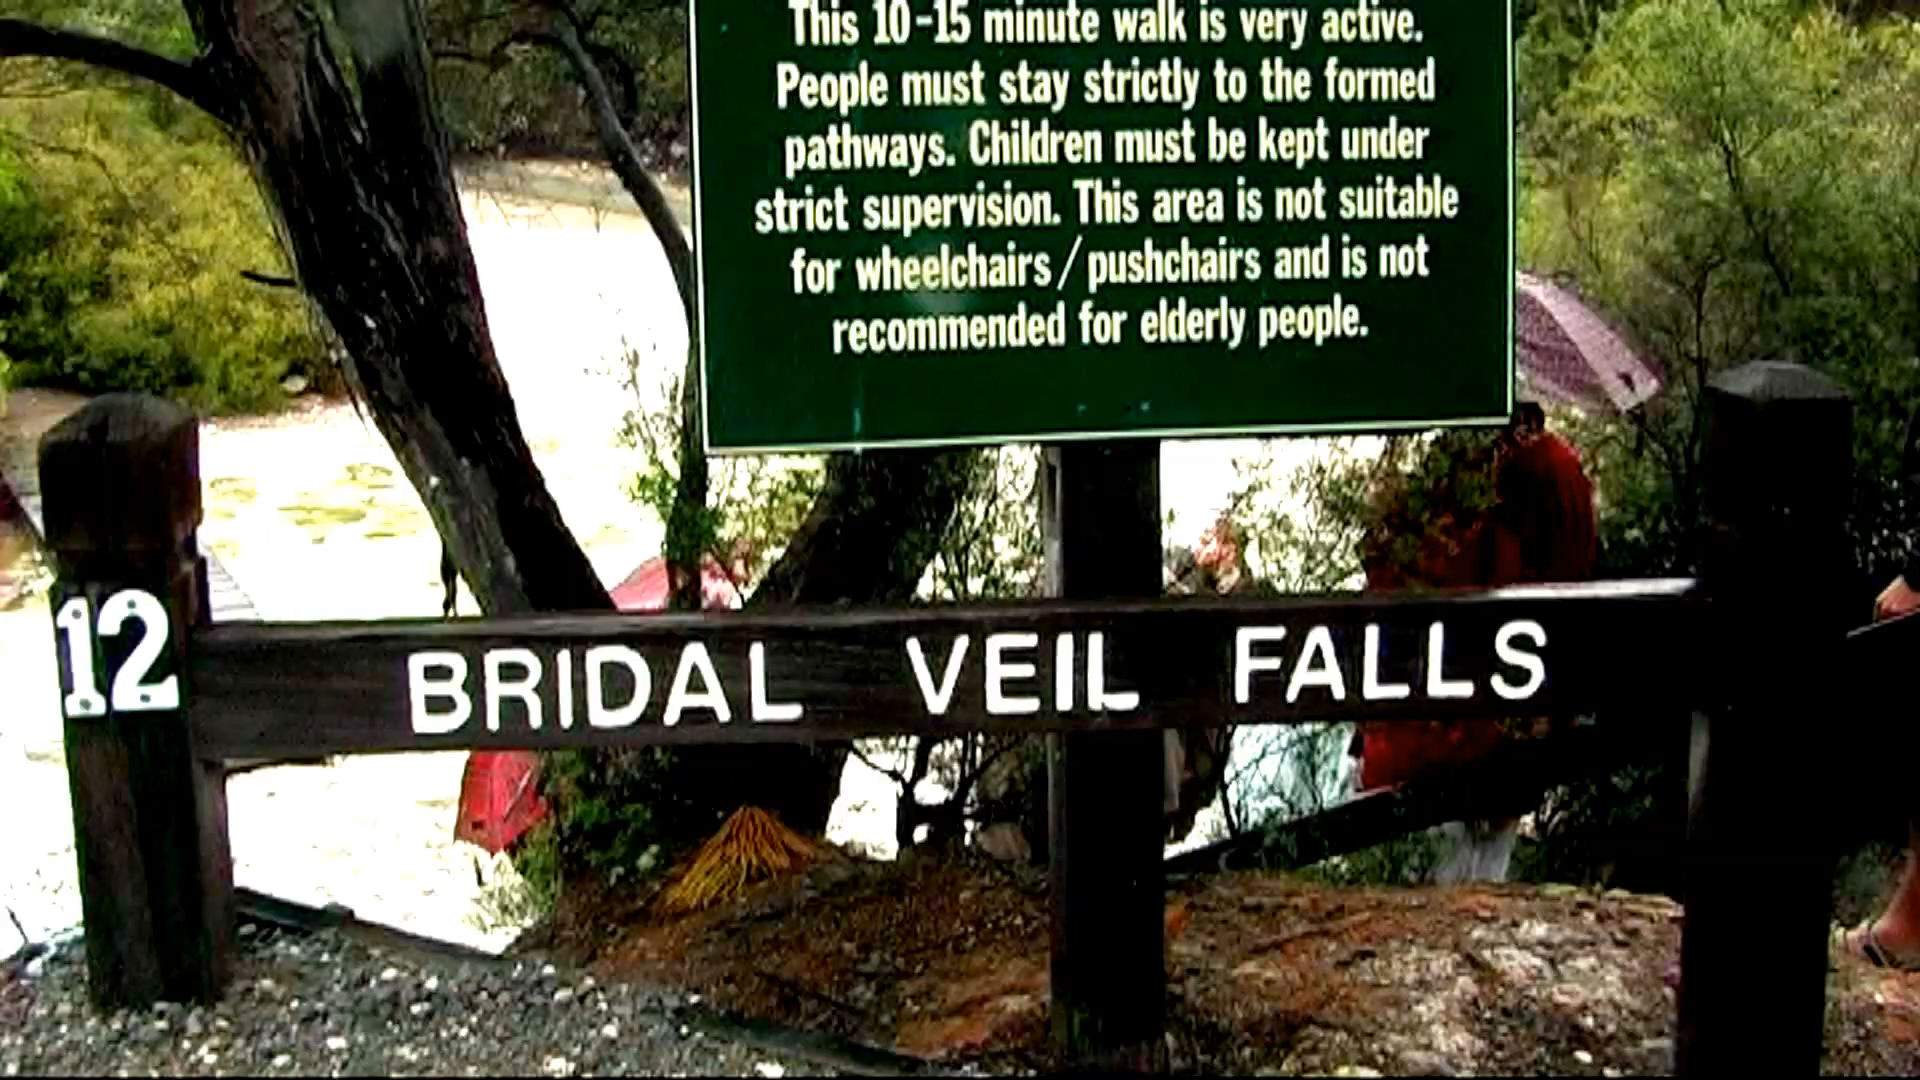 This 10-15 minute walk is very active.
People must stay strictly to the formed
pathways. Children must be kept under
strict supervision. This area is not suitable
for wheelchairs/pushchairs and is not
recommended for elderly people.
12
BRIDAL VEIL FALLS